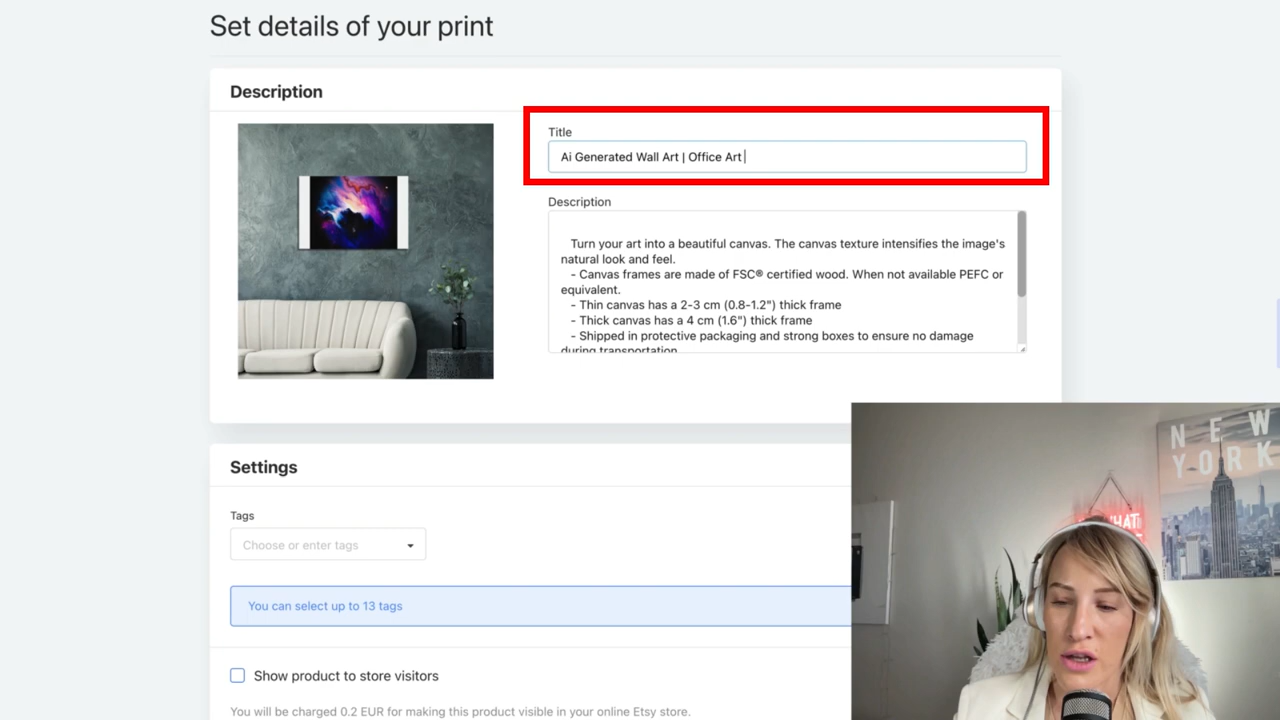 Set details of your print
Description
Title
Ai Generated Wall Art | Office Art
Description
Turn your art into a beautiful canvas. The canvas texture intensifies the image's
natural look and feel.
- Canvas frames are made of FSC® certified wood. When not available PEFC or
equivalent.
- Thin canvas has a 2-3 cm (0.8-1.2") thick frame
- Thick canvas has a 4 cm (1.6") thick frame
- Shipped in protective packaging and strong boxes to ensure no damage
during transportation
Settings
Tags
Choose or enter tags
You can select up to 13 tags
Show product to store visitors
You will be charged 0.2 EUR for making this product visible in your online Etsy store.
NEW
YORK
WHAT